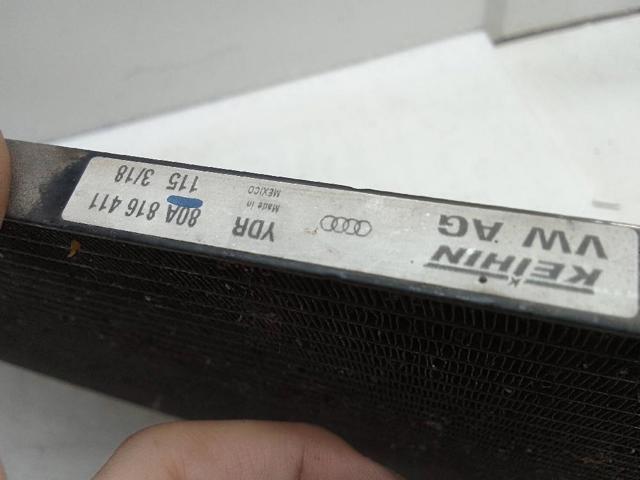 KEIHIN
VW AG
YDR
Made in
MEXICO
80A 816 411
115 3/18